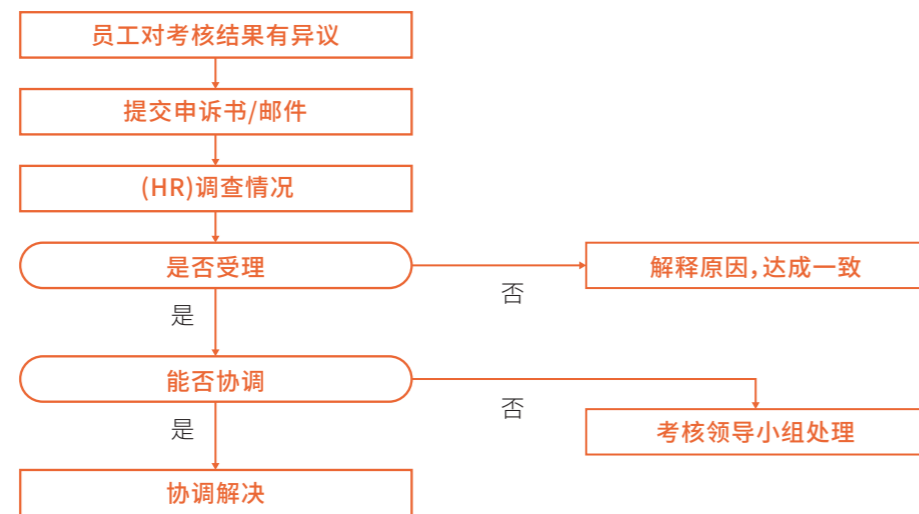 员工对考核结果有异议
提交申诉书/邮件
(HR)调查情况
是否受理
解释原因,达成一致
否
是
能否协调
否
是
考核领导小组处理
协调解决